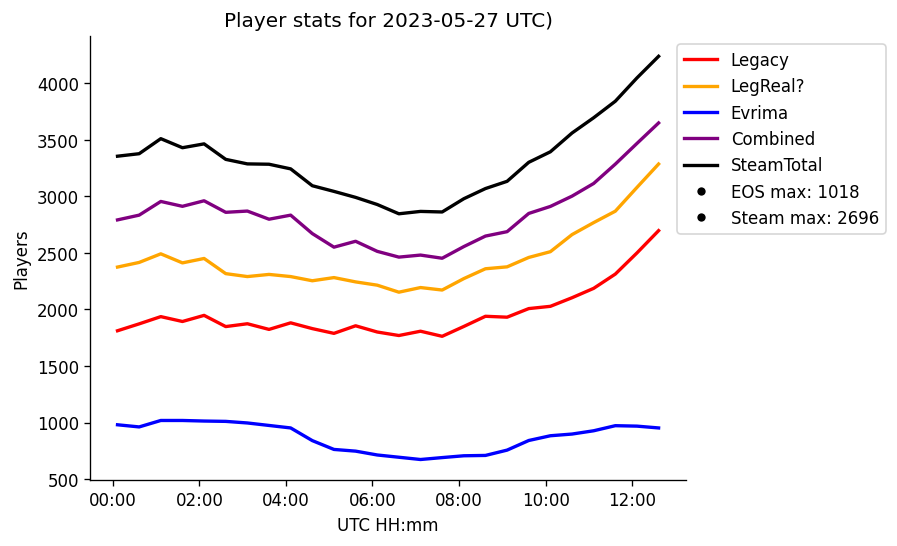 Player stats for 2023-05-27 UTC)
Players
4000
3500
3000
2500
2000
1500
1000
500
00:00 02:00 04:00 06:00 08:00 10:00 12:00
UTC HH:mm
Legacy
LegReal?
Evrima
Combined
SteamTotal
EOS max: 1018
Steam max: 2696